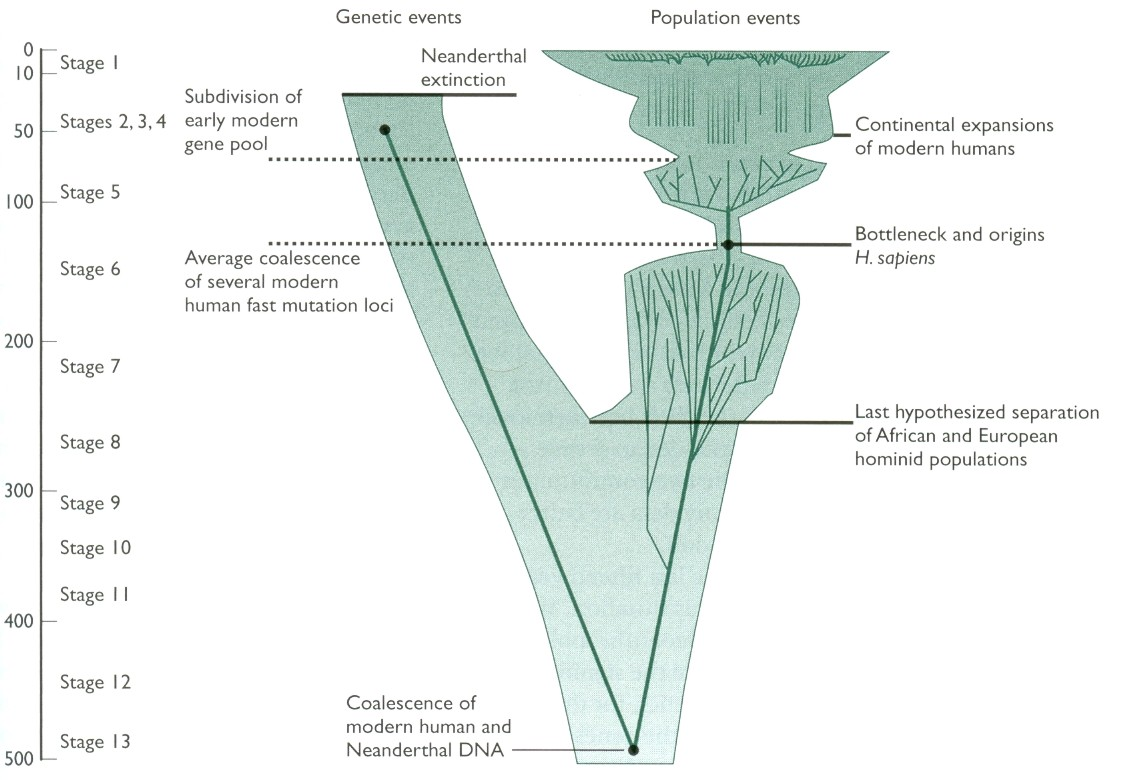 Genetic events
Population events
0
10
50
100
200
300
400
500
Stage 1
Stages 2, 3, 4
Stage 5
Stage 6
Stage 7
Stage 8
Stage 9
Stage 10
Stage 11
Stage 12
Stage 13
Neanderthal
extinction
Subdivision of
early modern
gene pool
Average coalescence
of several modern
human fast mutation loci
Coalescence of
modern human and
Neanderthal DNA
Continental expansions
of modern humans
Bottleneck and origins
H. sapiens
Last hypothesized separation
of African and European
hominid populations